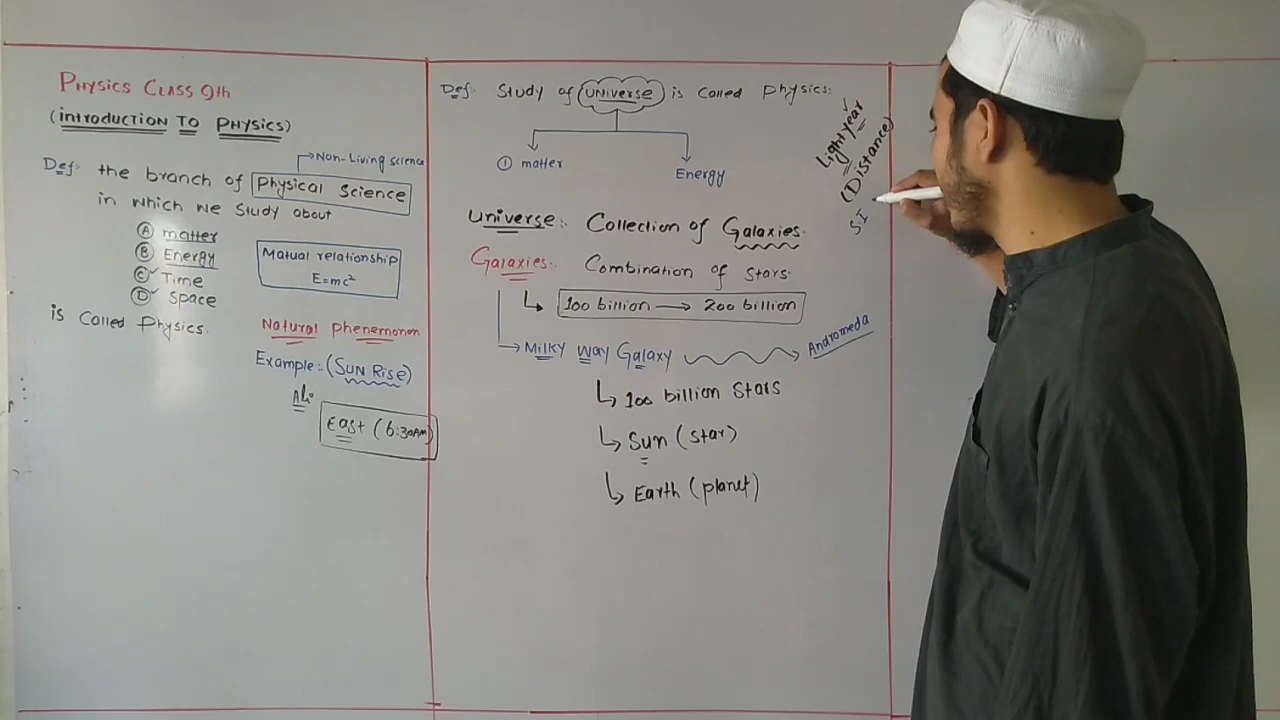 Physics Class 9th
(introduction To Physics)
Def: the branch of Physical Science
Non-Living science
in which we study about
A matter
B Energy
C Time
D Space
is Called Physics.
Matual relationship
E=mc²
Natural phenemonon
Example:-(Sun Rise)
East (6:30AM)
Def: Study of UNIVERSE is Called Physics:
① matter
Energy
Universe:. Collection of Galaxies.
Galaxies:. Combination of stars.
100 billion → 200 billion
Milky Way Galaxy
Andromeda
100 billion Stars
Sun (star)
Earth (planet)
Light year
(Distance)
S.I